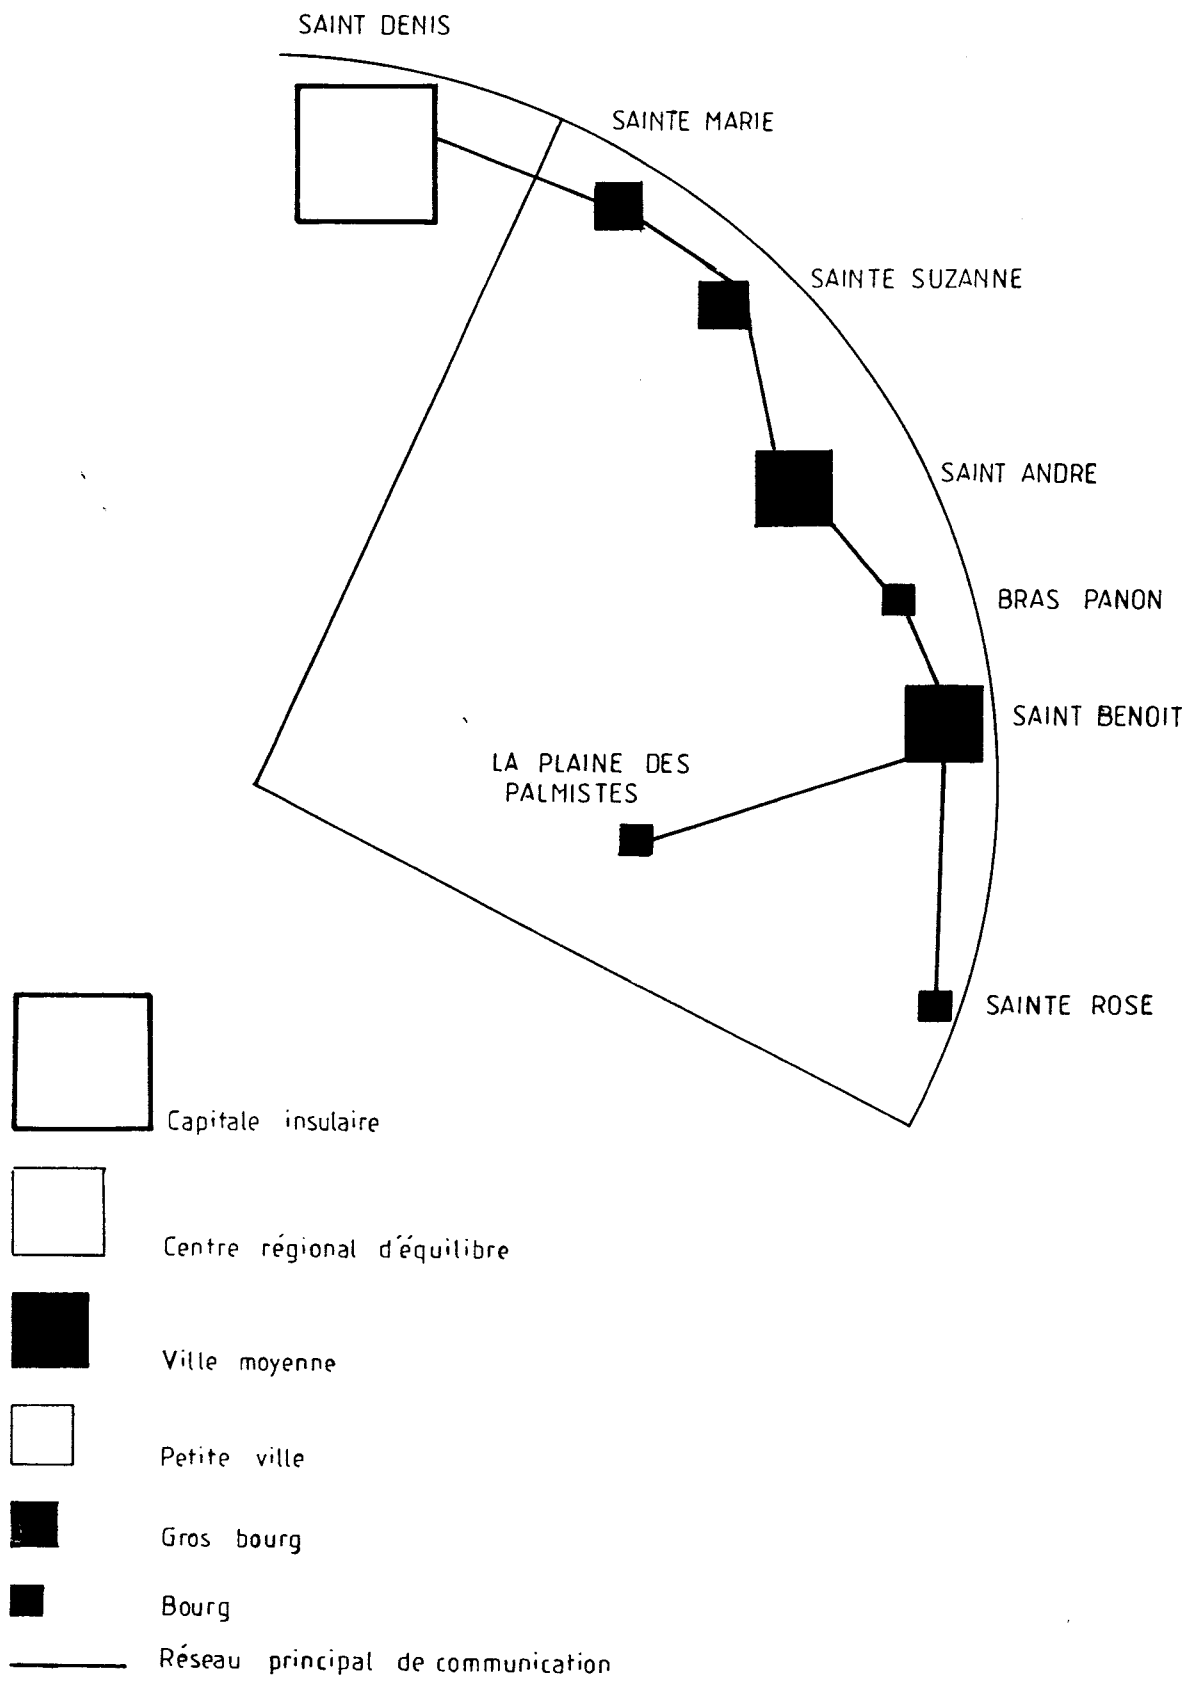 SAINT DENIS
SAINTE MARIE
SAINTE SUZANNE
SAINT ANDRE
BRAS PANON
SAINT BENOIT
LA PLAINE DES
PALMISTES
SAINTE ROSE
Capitale insulaire
Centre régional d'équilibre
Ville moyenne
Petite ville
Gros bourg
Bourg
Réseau principal de communication